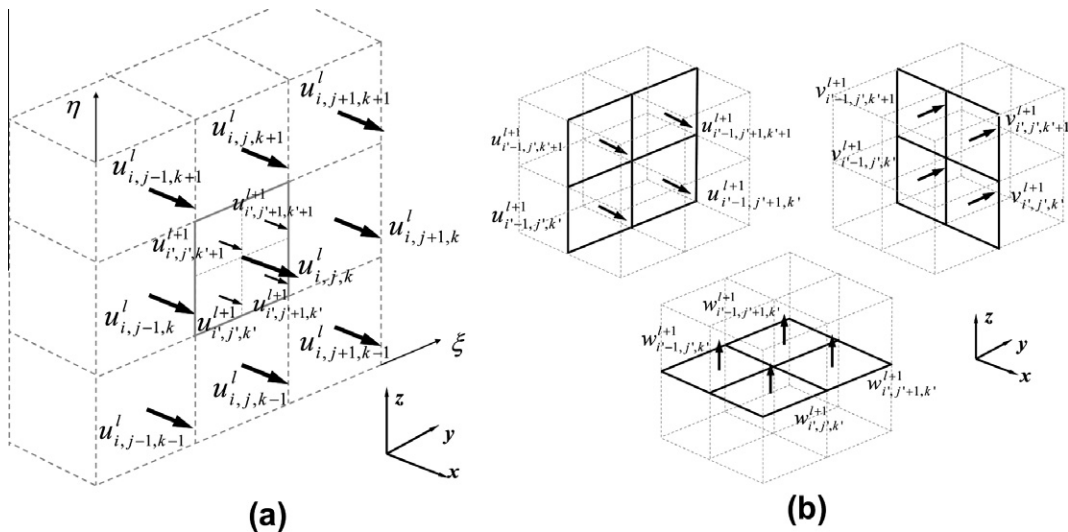 η
u^l_{i,j+1,k+1}
u^l_{i,j,k+1}
u^l_{i,j-1,k+1}
u^{l+1}_{i',j'+1,k'+1}
u^{l+1}_{i',j',k'+1}
u^l_{i,j+1,k}
u^l_{i,j,k}
u^l_{i,j-1,k}
u^{l+1}_{i',j',k'}
u^{l+1}_{i',j'+1,k'}
u^l_{i,j+1,k-1}
ξ
u^l_{i,j,k-1}
u^l_{i,j-1,k-1}
z
y
x
(a)
u^{l+1}_{i'-1,j',k'+1}
u^{l+1}_{i'-1,j'+1,k'+1}
u^{l+1}_{i'-1,j',k'}
u^{l+1}_{i'-1,j'+1,k'}
v^{l+1}_{i'-1,j',k'+1}
v^{l+1}_{i',j',k'+1}
v^{l+1}_{i'-1,j',k'}
v^{l+1}_{i',j',k'}
w^{l+1}_{i'-1,j'+1,k'}
w^{l+1}_{i'-1,j',k'}
w^{l+1}_{i',j'+1,k'}
w^{l+1}_{i',j',k'}
z
y
x
(b)